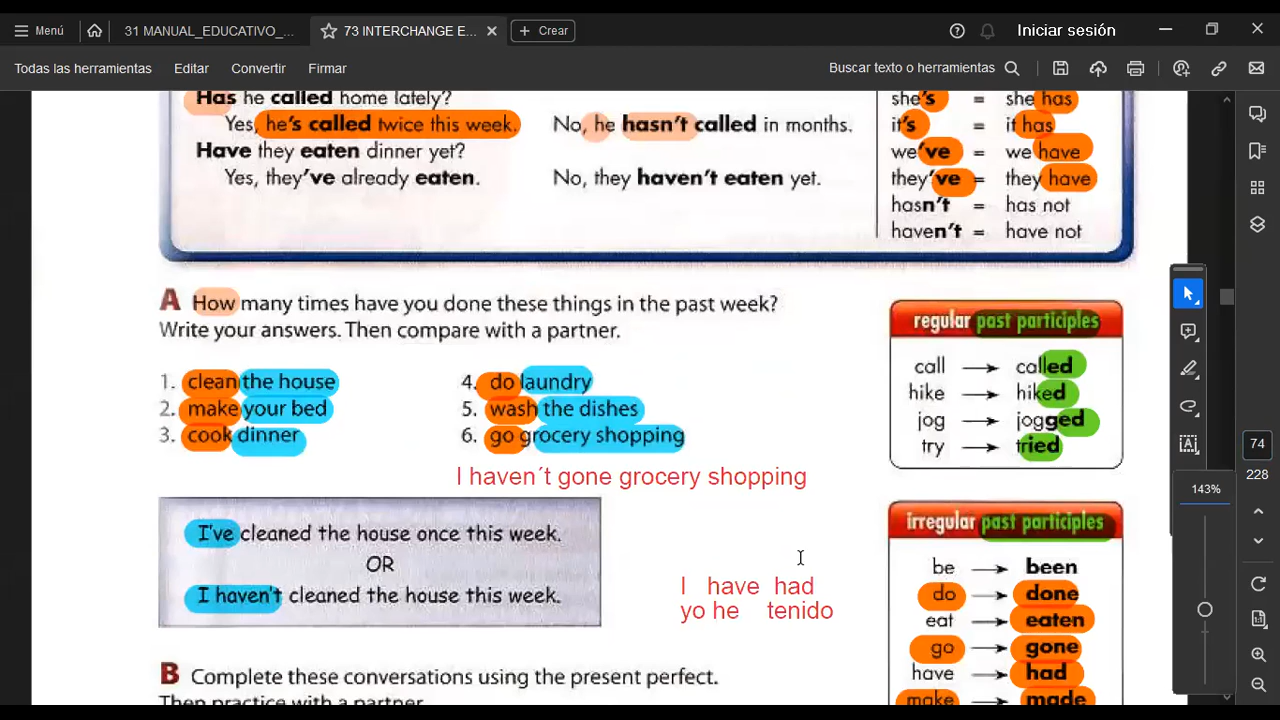 Menú
31 MANUAL_EDUCATIVO_...
73 INTERCHANGE E...
Crear
Iniciar sesión
Todas las herramientas
Editar
Convertir
Firmar
Buscar texto o herramientas
Has he called home lately?
Yes, he's called twice this week.
No, he hasn't called in months.
Have they eaten dinner yet?
Yes, they've already eaten.
No, they haven't eaten yet.
she's = she has
it's = it has
we've = we have
they've = they have
hasn't = has not
haven't = have not
A How many times have you done these things in the past week?
Write your answers. Then compare with a partner.
1. clean the house
2. make your bed
3. cook dinner
4. do laundry
5. wash the dishes
6. go grocery shopping
I haven´t gone grocery shopping
I've cleaned the house once this week.
OR
I haven't cleaned the house this week.
I have had
yo he tenido
regular past participles
call → called
hike → hiked
jog → jogged
try → tried
irregular past participles
be → been
do → done
eat → eaten
go → gone
have → had
make → made
B Complete these conversations using the present perfect.
Then practice with a partner.
74
228
143%